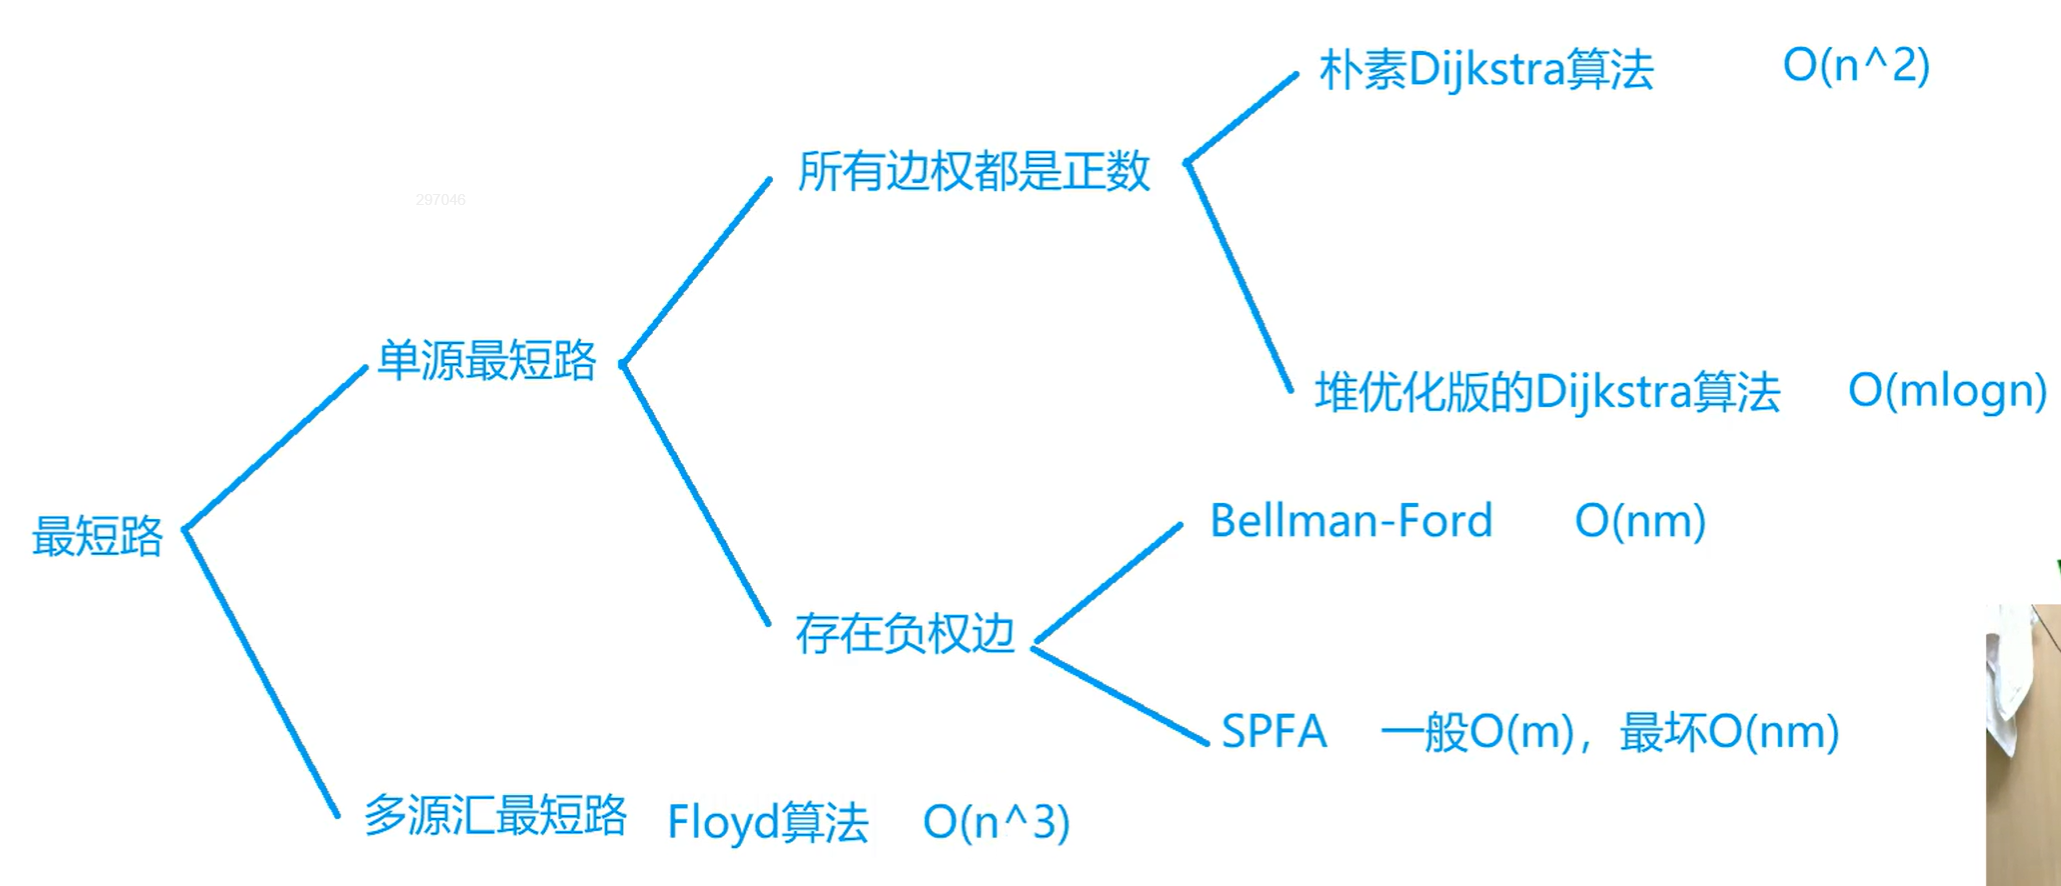 朴素Dijkstra算法 O(n^2)
所有边权都是正数
297046
单源最短路
堆优化版的Dijkstra算法 O(mlogn)
最短路
Bellman-Ford O(nm)
存在负权边
SPFA 一般O(m)，最坏O(nm)
多源汇最短路 Floyd算法 O(n^3)